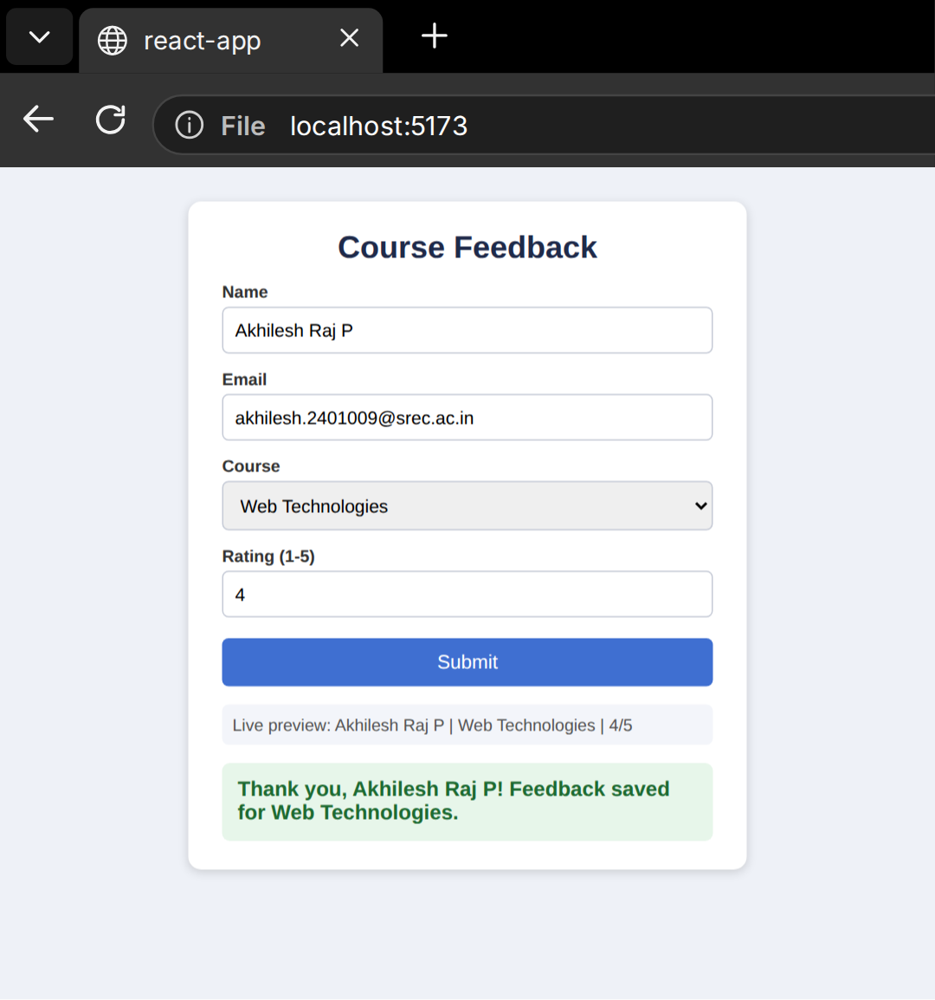 react-app
File localhost:5173
Course Feedback
Name
Akhilesh Raj P
Email
akhilesh.2401009@srec.ac.in
Course
Web Technologies
Rating (1-5)
4
Submit
Live preview: Akhilesh Raj P | Web Technologies | 4/5
Thank you, Akhilesh Raj P! Feedback saved
for Web Technologies.